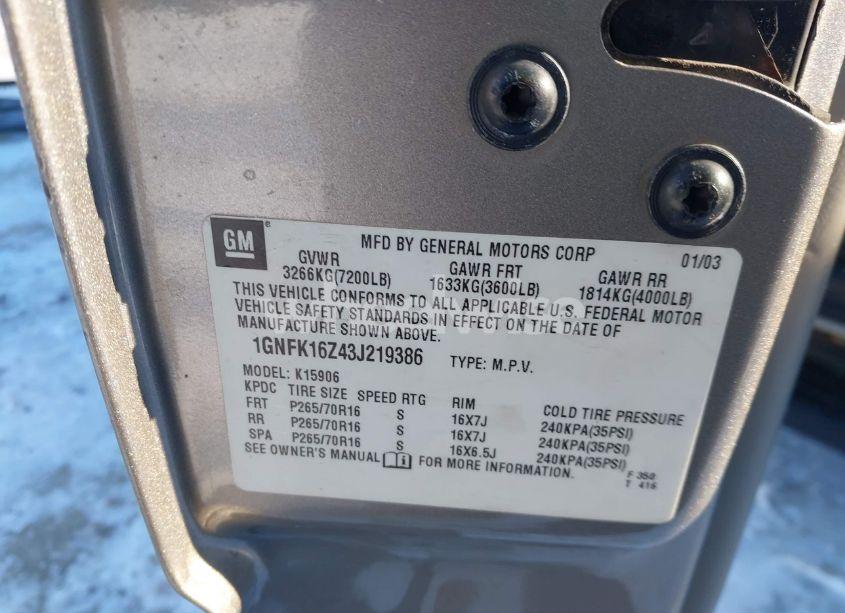 GM ®
MFD BY GENERAL MOTORS CORP 01/03
GVWR GAWR FRT GAWR RR
3266KG(7200LB) 1633KG(3600LB) 1814KG(4000LB)
THIS VEHICLE CONFORMS TO ALL APPLICABLE U.S. FEDERAL MOTOR
VEHICLE SAFETY STANDARDS IN EFFECT ON THE DATE OF
MANUFACTURE SHOWN ABOVE.
1GNFK16Z43J219386 TYPE: M.P.V.
MODEL: K15906
KPDC TIRE SIZE SPEED RTG RIM COLD TIRE PRESSURE
FRT P265/70R16 S 16X7J 240KPA(35PSI)
RR P265/70R16 S 16X7J 240KPA(35PSI)
SPA P265/70R16 S 16X6.5J 240KPA(35PSI)
SEE OWNER'S MANUAL FOR MORE INFORMATION.
F 350
T 416